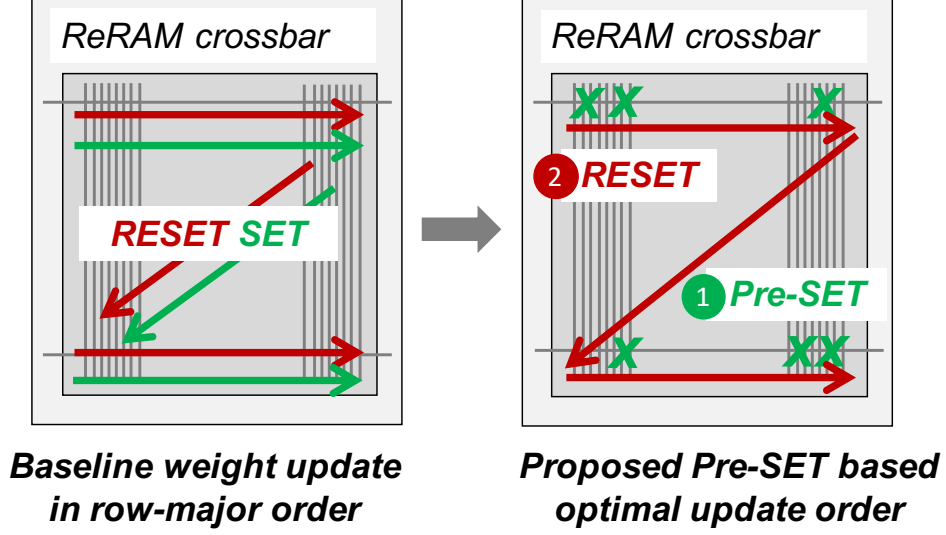 ReRAM crossbar
RESET SET
Baseline weight update
in row-major order
ReRAM crossbar
X X X
2 RESET
1 Pre-SET
X X X
Proposed Pre-SET based
optimal update order